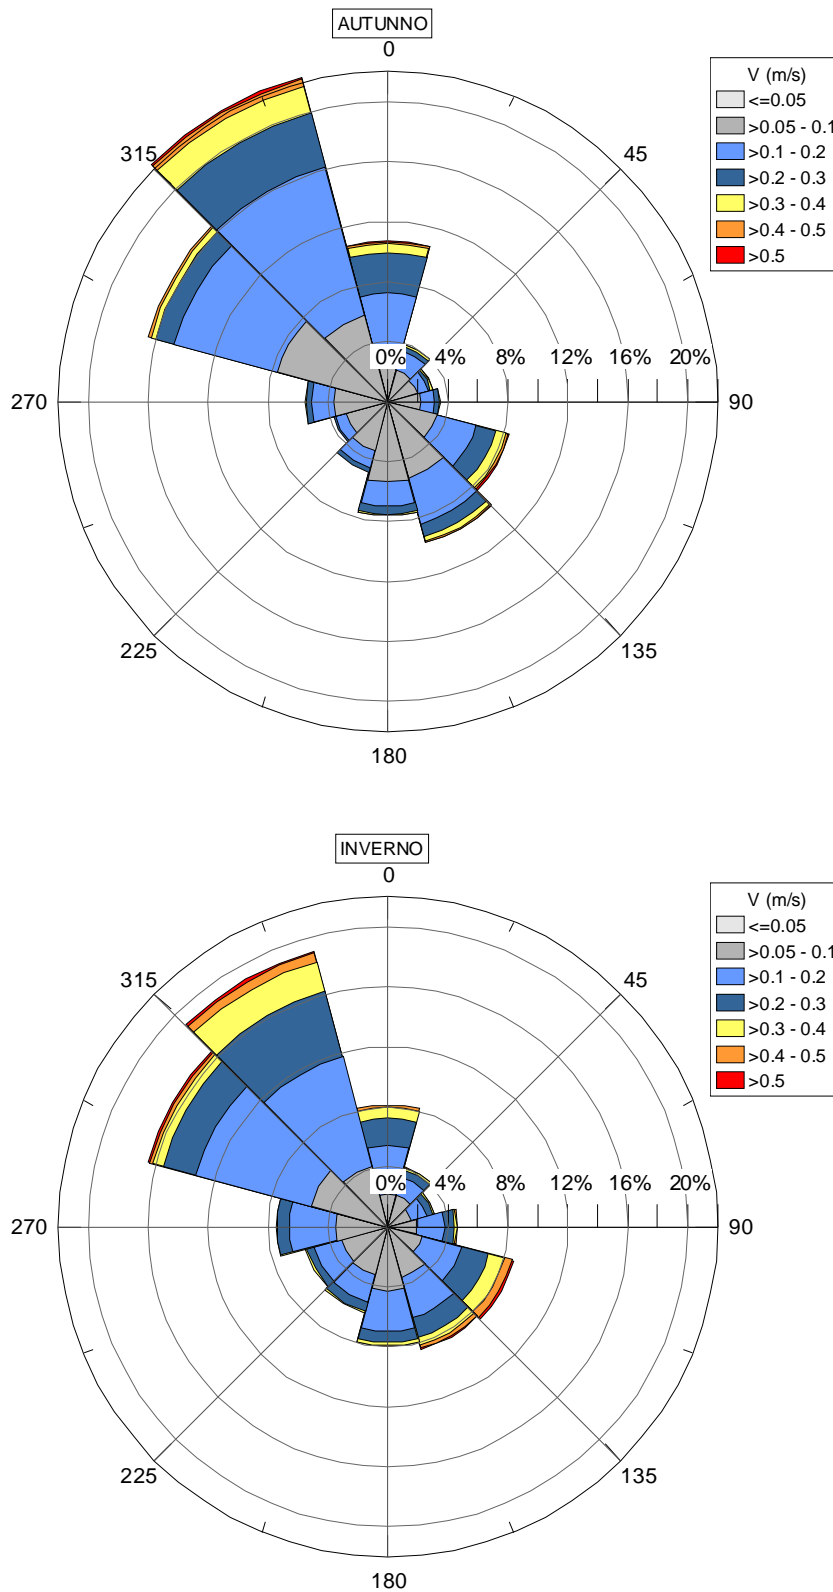 AUTUNNO
0
V (m/s)
<=0.05
>0.05 - 0.1
>0.1 - 0.2
>0.2 - 0.3
>0.3 - 0.4
>0.4 - 0.5
>0.5
315
45
0% 4% 8% 12% 16% 20%
270
90
225
135
180
INVERNO
0
V (m/s)
<=0.05
>0.05 - 0.1
>0.1 - 0.2
>0.2 - 0.3
>0.3 - 0.4
>0.4 - 0.5
>0.5
315
45
0% 4% 8% 12% 16% 20%
270
90
225
135
180